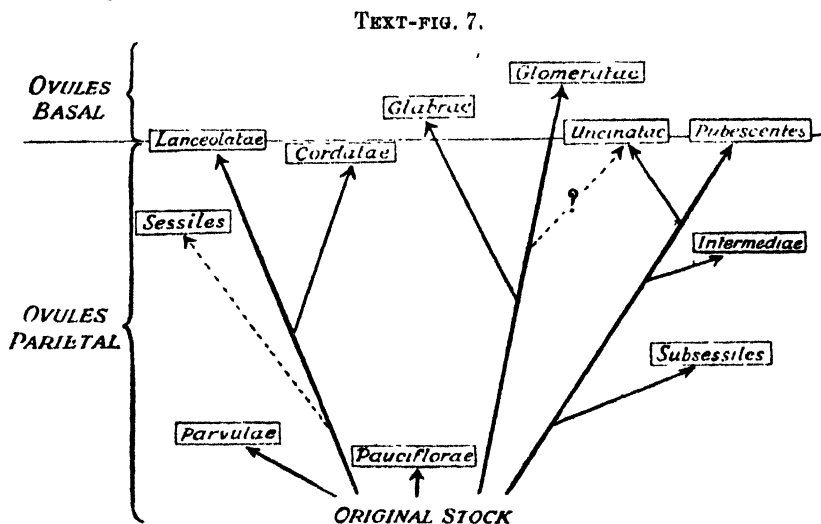 TEXT-FIG. 7.
OVULES
BASAL
OVULES
PARIETAL
Glomeratae
Glabrae
Uncinatae
Pubescentes
Lanceolatae
Cordatae
?
Sessiles
Intermediae
Subsessiles
Parvulae
Pauciflorae
ORIGINAL STOCK